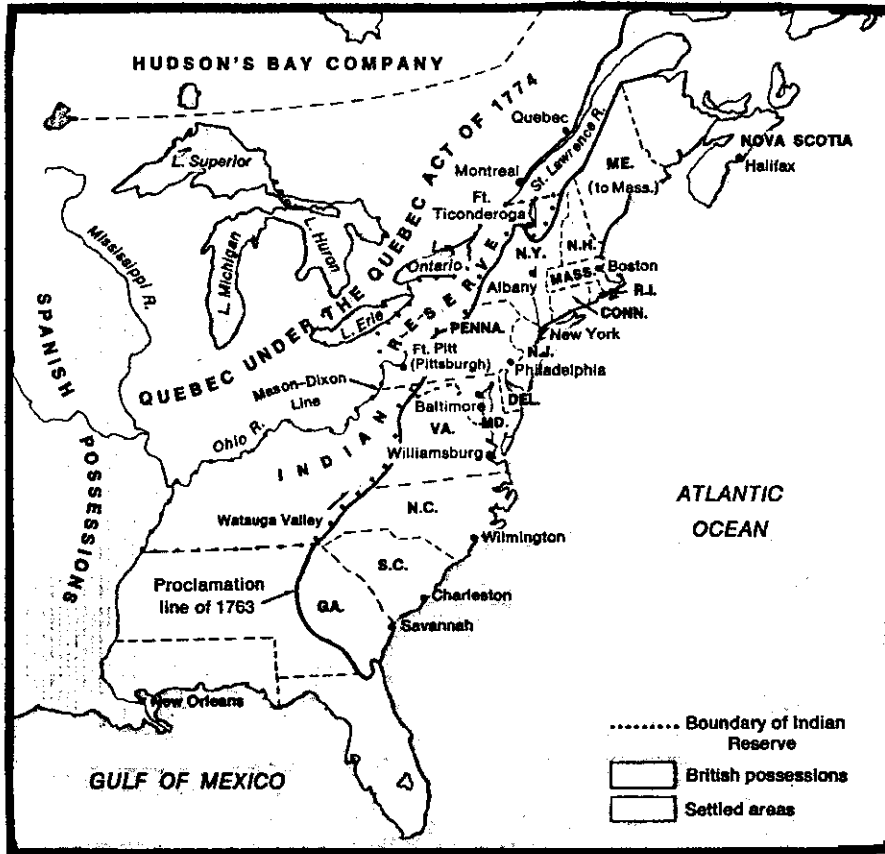 HUDSON'S BAY COMPANY
QUEBEC UNDER THE QUEBEC ACT OF 1774
L. Superior
Quebec
St. Lawrence R.
NOVA SCOTIA
Halifax
ME.
(to Mass.)
Montreal
Ft.
Ticonderoga
Mississippi R.
L. Michigan
L. Huron
L.
Ontario
N.Y.
N.H.
Albany
MASS.
Boston
R.I.
CONN.
L. Erie
PENNA.
New York
N.J.
Philadelphia
Ft. Pitt
(Pittsburgh)
Mason-Dixon
Line
Baltimore
DEL.
MD.
VA.
Williamsburg
Ohio R.
INDIAN RESERVE
SPANISH POSSESSIONS
Watauga Valley
N.C.
Wilmington
S.C.
Charleston
GA.
Savannah
Proclamation
line of 1763
New Orleans
ATLANTIC
OCEAN
GULF OF MEXICO
Boundary of Indian
Reserve
British possessions
Settled areas